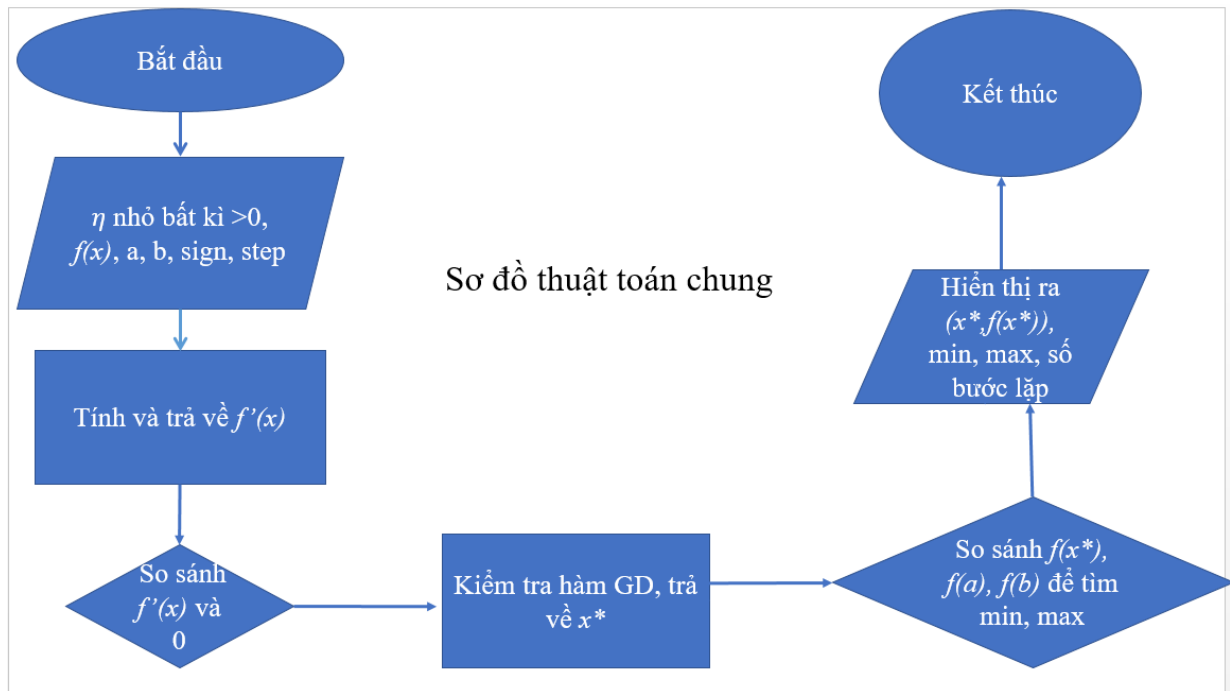 Bắt đầu
η nhỏ bất kì >0,
f(x), a, b, sign, step
Tính và trả về f’(x)
So sánh
f’(x) và
0
Sơ đồ thuật toán chung
Kiểm tra hàm GD, trả
về x*
So sánh f(x*),
f(a), f(b) để tìm
min, max
Hiển thị ra
(x*,f(x*)),
min, max, số
bước lặp
Kết thúc